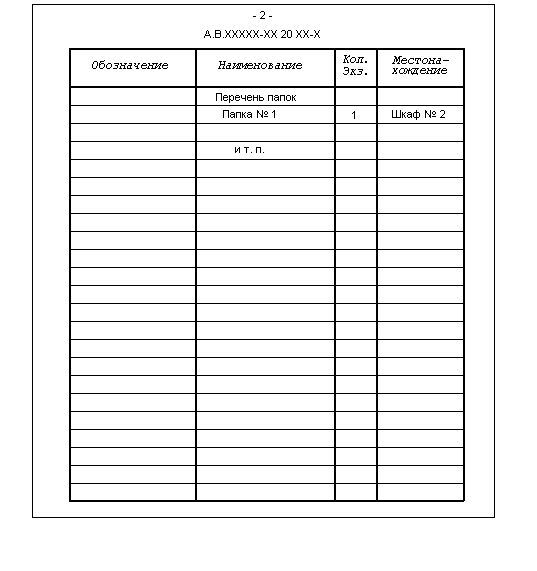 - 2 -
А.В.ХХХХХ-ХХ 20 ХХ-Х
Обозначение Наименование Кол. Экз. Местона- хождение
Перечень папок
Папка № 1 1 Шкаф № 2
и т. п.